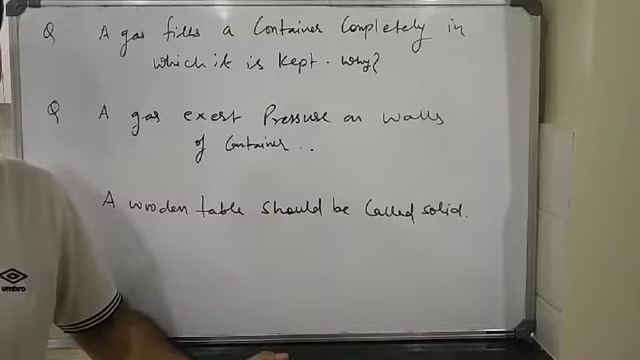 Q A gas fills a Container Completely in
which it is kept. why?
Q A gas exert Pressure on walls
of Container..
A wooden table should be Called solid.
umbro